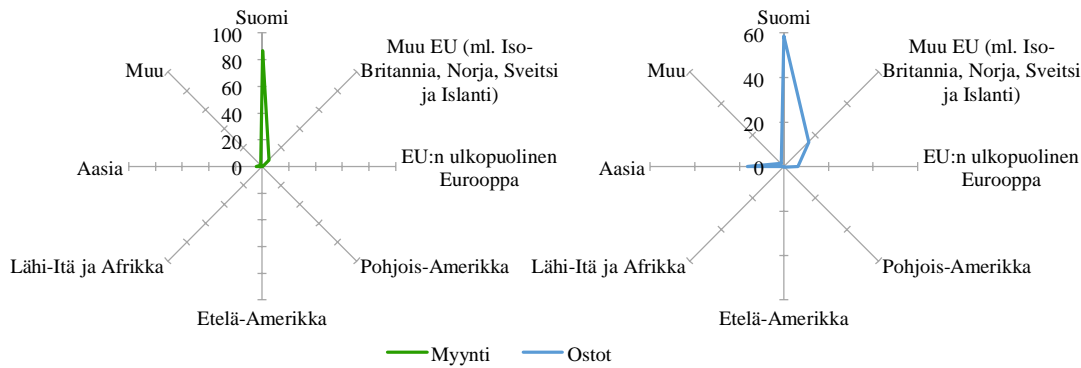 Suomi
100
80
60
40
20
0
Muu EU (ml. Iso-
Britannia, Norja, Sveitsi
ja Islanti)
EU:n ulkopuolinen
Eurooppa
Pohjois-Amerikka
Etelä-Amerikka
Lähi-Itä ja Afrikka
Aasia
Muu
Suomi
60
40
20
0
Muu EU (ml. Iso-
Britannia, Norja, Sveitsi
ja Islanti)
EU:n ulkopuolinen
Eurooppa
Pohjois-Amerikka
Etelä-Amerikka
Lähi-Itä ja Afrikka
Aasia
Muu
Myynti
Ostot